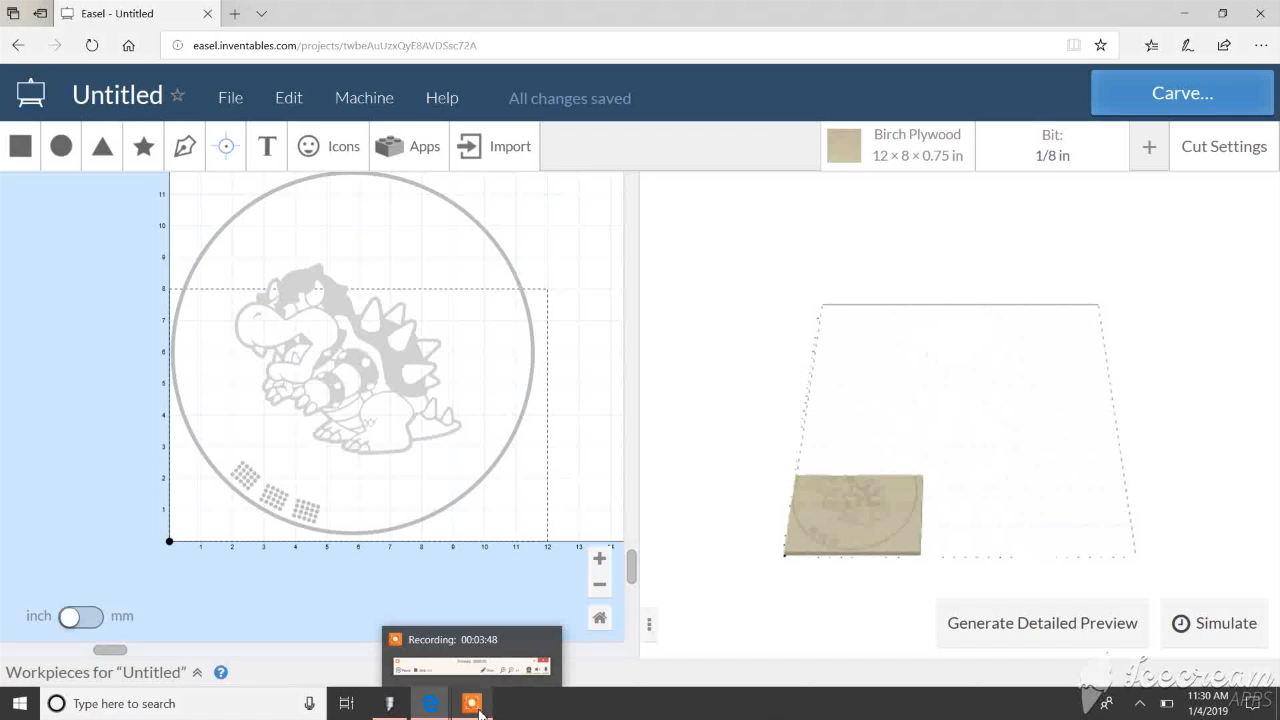 Easel - Untitled
easel.inventables.com/projects/twbeAuUzxQyE8AVDSsc72A
Untitled File Edit Machine Help All changes saved Carve...
T Icons Apps Import Birch Plywood Bit: Cut Settings
12 × 8 × 0.75 in 1/8 in
11
10
9
8
7
6
5
4
3
2
1
1 2 3 4 5 6 7 8 9 10 11 12 13 14
inch mm
Generate Detailed Preview Simulate
Recording: 00:03:48
Workpieces for “Untitled” ?
Icecream
APPS
Type here to search
11:30 AM
1/4/2019